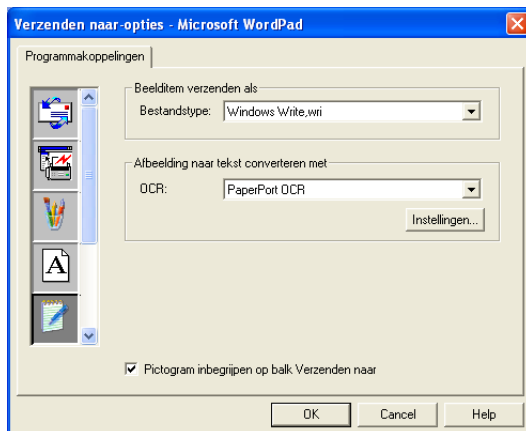 Verzenden naar-opties - Microsoft WordPad
Programmakoppelingen
Beelditem verzenden als
Bestandstype: Windows Write,wri
Afbeelding naar tekst converteren met
OCR: PaperPort OCR
Instellingen...
A
Pictogram inbegrijpen op balk Verzenden naar
OK Cancel Help